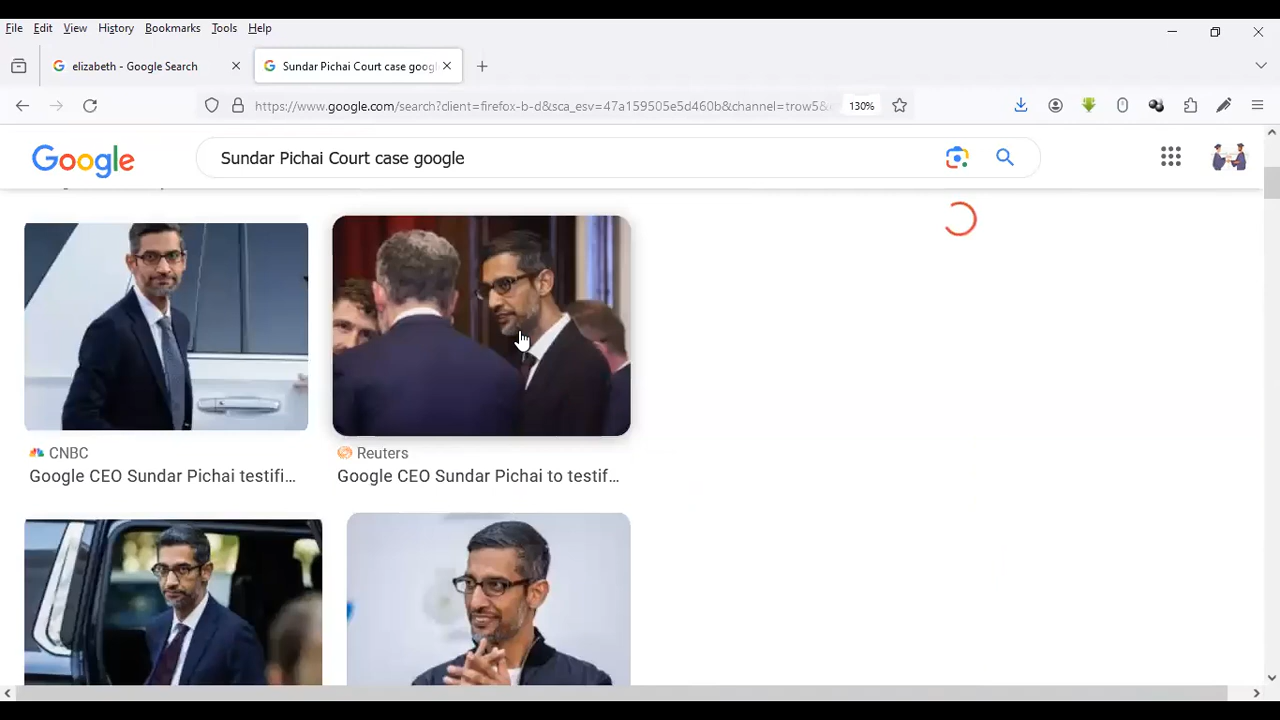 File Edit View History Bookmarks Tools Help
elizabeth - Google Search
Sundar Pichai Court case goog
https://www.google.com/search?client=firefox-b-d&sca_esv=47a159505e5d460b&channel=trow5&
130%
Google
Sundar Pichai Court case google
CNBC
Google CEO Sundar Pichai testifi...
Reuters
Google CEO Sundar Pichai to testif...